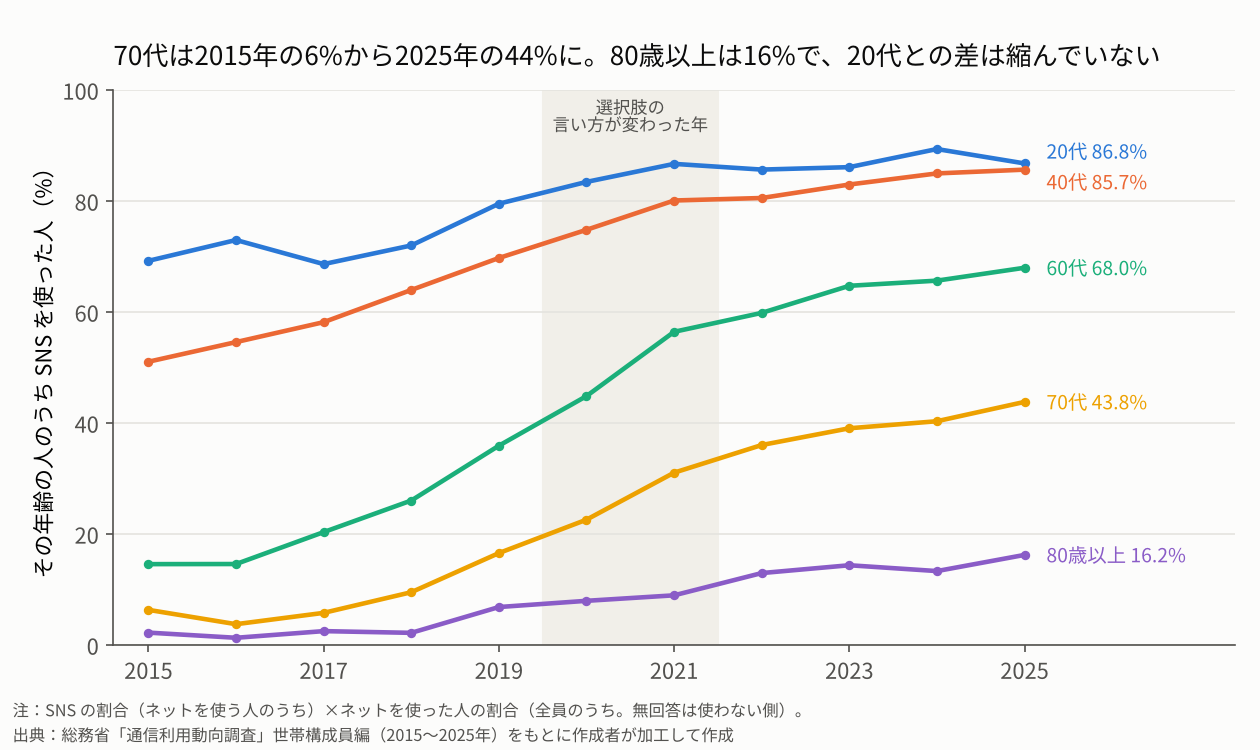 70代は2015年の6%から2025年の44%に。80歳以上は16%で、20代との差は縮んでいない
その年齢の人のうち SNS を使った人（%）
100
80
60
40
20
0
選択肢の
言い方が変わった年
20代 86.8%
40代 85.7%
60代 68.0%
70代 43.8%
80歳以上 16.2%
2015
2017
2019
2021
2023
2025
注：SNS の割合（ネットを使う人のうち）×ネットを使った人の割合（全員のうち。無回答は使わない側）。
出典：総務省「通信利用動向調査」世帯構成員編（2015～2025年）をもとに作成者が加工して作成